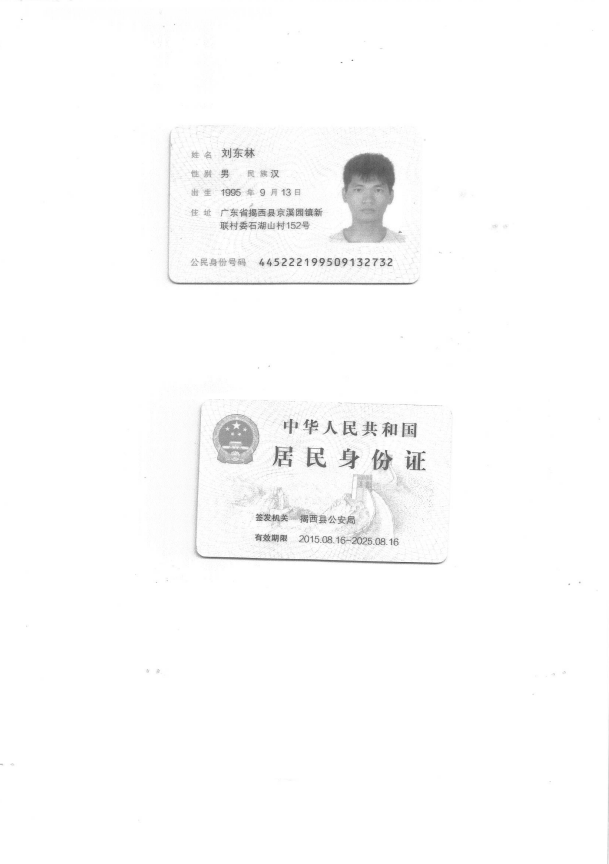 姓名 刘东林
性别 男 民族 汉
出生 1995 年 9 月 13 日
住址 广东省揭西县京溪园镇新
联村委石湖山村152号
公民身份号码 445222199509132732
中华人民共和国
居民身份证
签发机关 揭西县公安局
有效期限 2015.08.16-2025.08.16